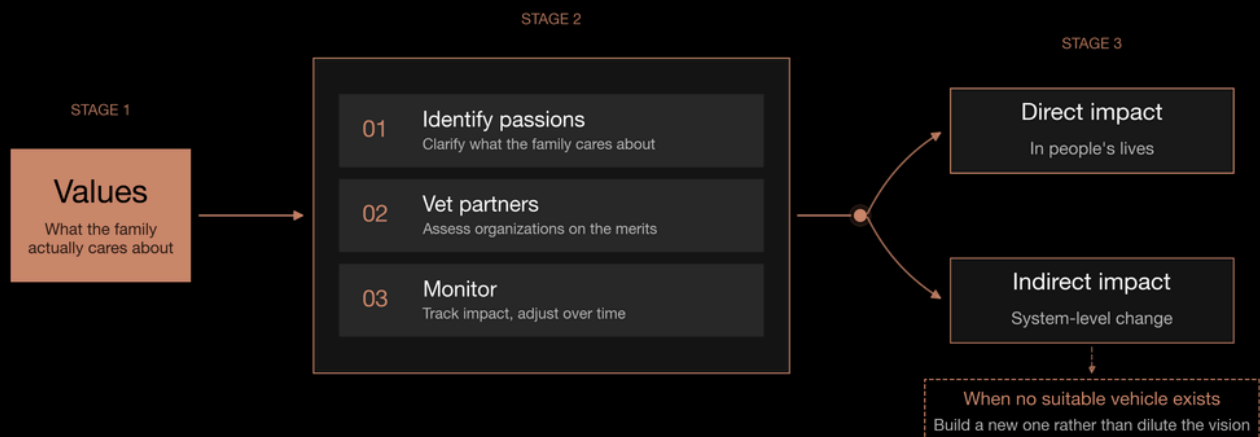 STAGE 1
Values
What the family
actually cares about
STAGE 2
01
Identify passions
Clarify what the family cares about
02
Vet partners
Assess organizations on the merits
03
Monitor
Track impact, adjust over time
STAGE 3
Direct impact
In people's lives
Indirect impact
System-level change
When no suitable vehicle exists
Build a new one rather than dilute the vision